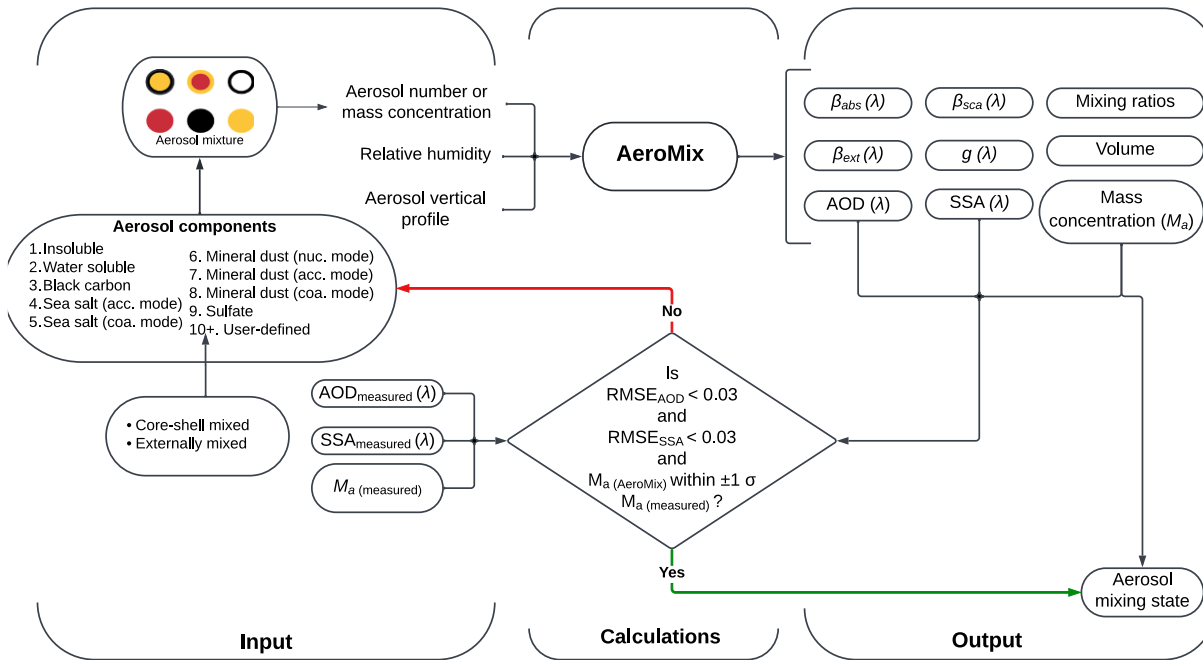 Aerosol mixture
Aerosol number or
mass concentration
Relative humidity
Aerosol vertical
profile
AeroMix
βabs (λ)
βsca (λ)
Mixing ratios
βext (λ)
g (λ)
Volume
AOD (λ)
SSA (λ)
Mass
concentration (Ma)
Aerosol components
1.Insoluble
2.Water soluble
3.Black carbon
4.Sea salt (acc. mode)
5.Sea salt (coa. mode)
6. Mineral dust (nuc. mode)
7. Mineral dust (acc. mode)
8. Mineral dust (coa. mode)
9. Sulfate
10+. User-defined
• Core-shell mixed
• Externally mixed
AODmeasured (λ)
SSAmeasured (λ)
Ma (measured)
No
Is
RMSEAOD < 0.03
and
RMSESSA < 0.03
and
Ma (AeroMix) within ±1 σ
Ma (measured) ?
Yes
Aerosol
mixing state
Input
Calculations
Output